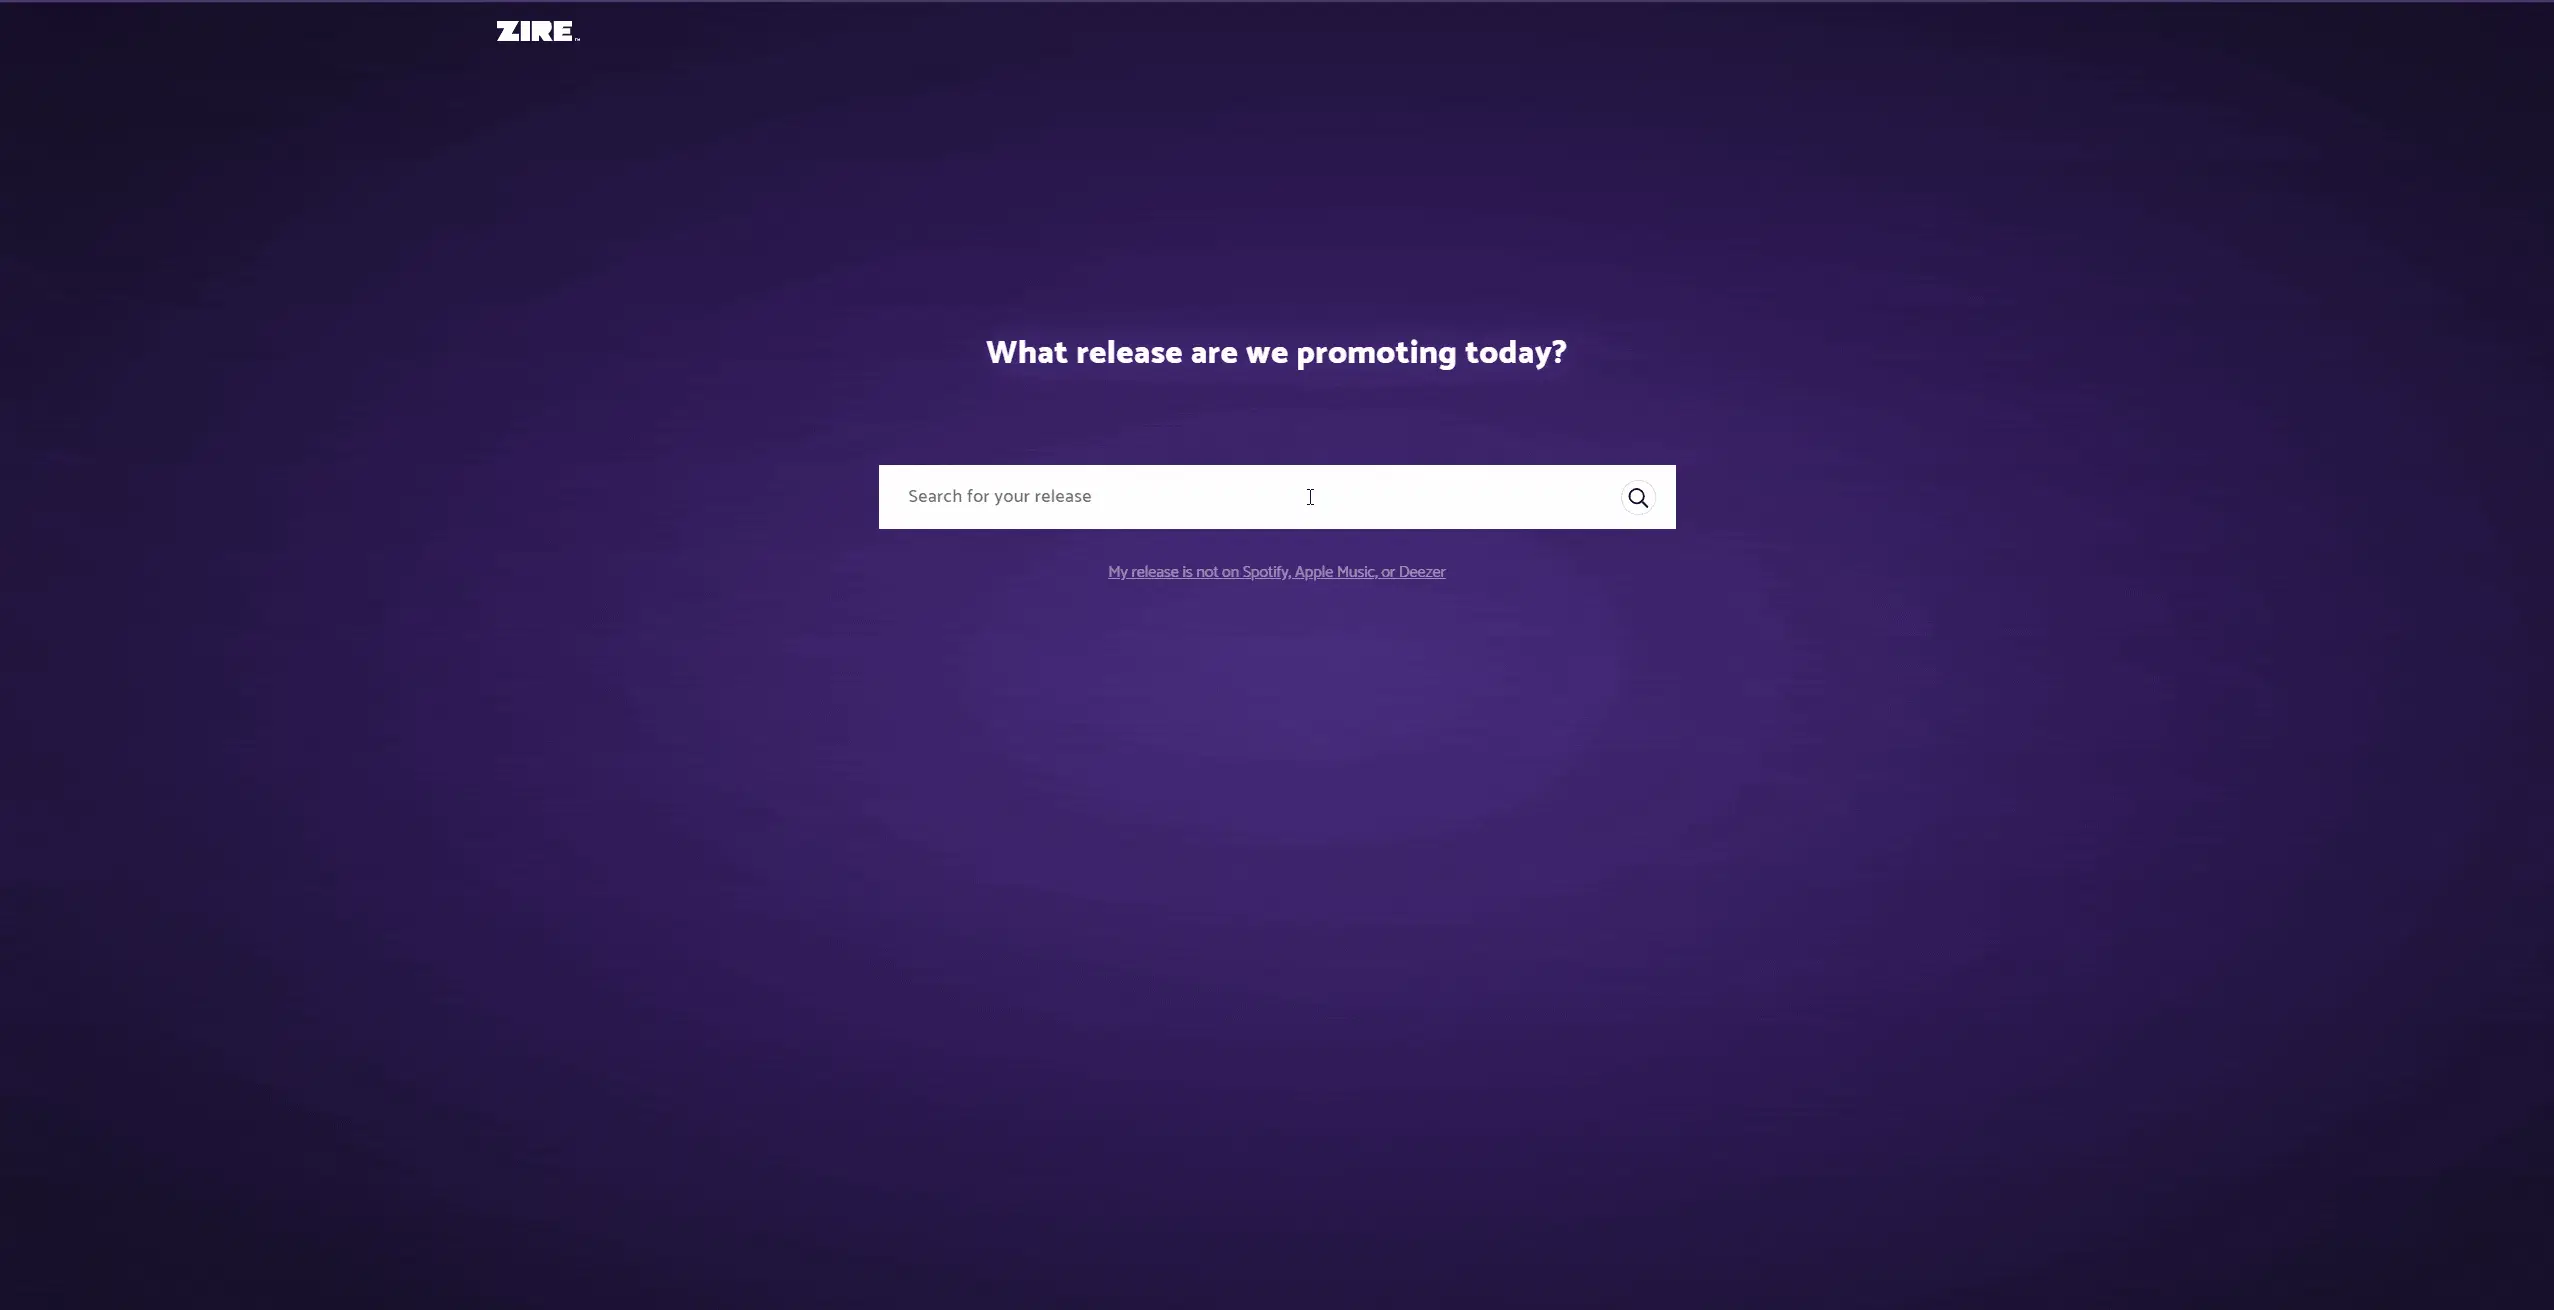 ZIRE™
What release are we promoting today?
Search for your release
My release is not on Spotify, Apple Music, or Deezer